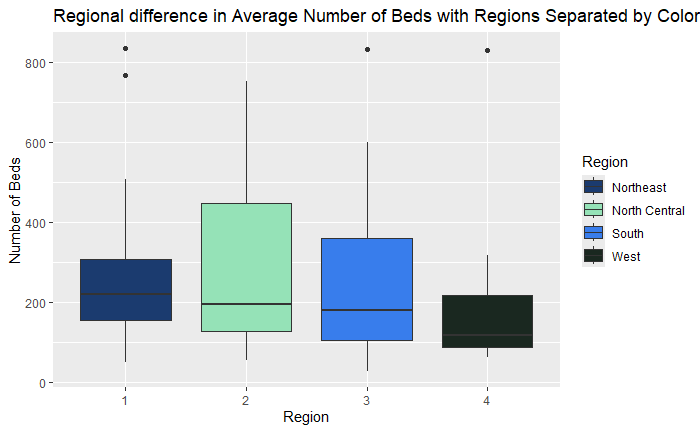 Regional difference in Average Number of Beds with Regions Separated by Color
Number of Beds
800
600
400
200
0
1 2 3 4
Region
Region
Northeast
North Central
South
West